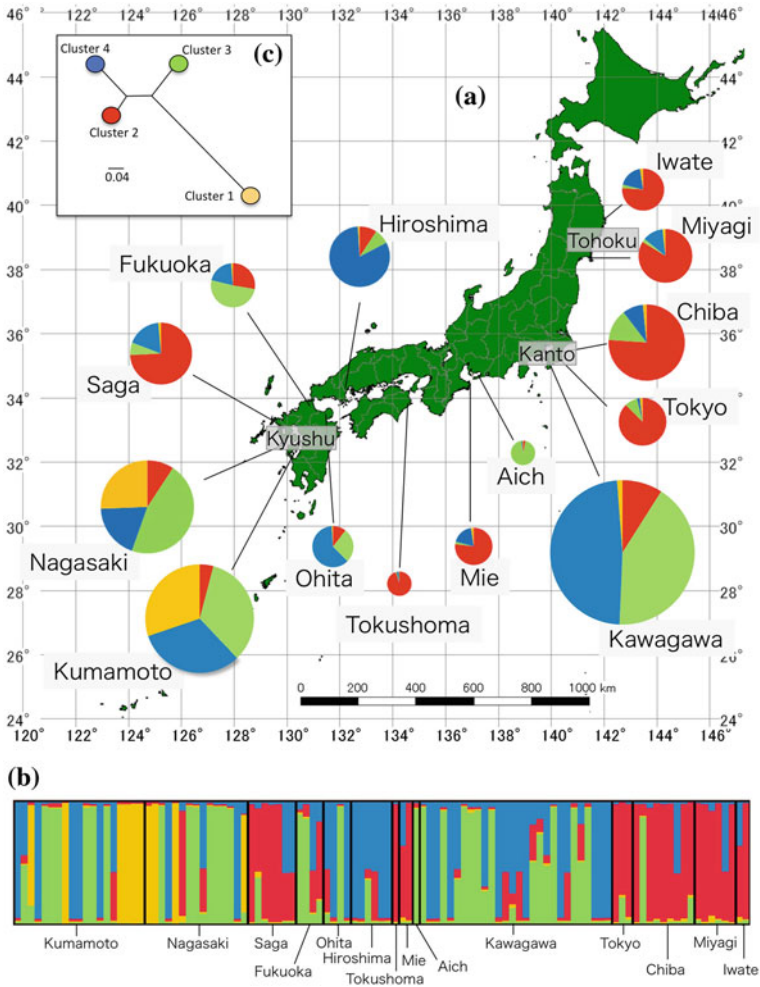 120° 122° 124° 126° 128° 130° 132° 134° 136° 138° 140° 142° 144° 146°
44°
42°
40°
38°
36°
34°
32°
30°
28°
26°
24°
Cluster 4
Cluster 3
(c)
Cluster 2
0.04
Cluster 1
(a)
Iwate
Tohoku
Miyagi
Hiroshima
Fukuoka
Chiba
Kanto
Saga
Tokyo
Kyushu
Aich
Nagasaki
Ohita
Mie
Tokushoma
Kawagawa
Kumamoto
0 200 400 600 800 1000 km
44°
42°
40°
38°
36°
34°
32°
30°
28°
26°
24°
120° 122° 124° 126° 128° 130° 132° 134° 136° 138° 140° 142° 144° 146°
(b)
Kumamoto
Nagasaki
Saga
Fukuoka
Ohita
Hiroshima
Tokushoma
Mie
Aich
Kawagawa
Tokyo
Chiba
Miyagi
Iwate